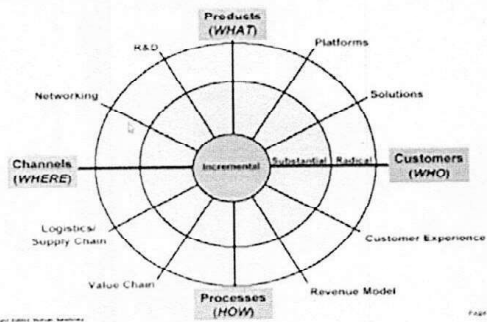 Products
(WHAT)
R&D
Platforms
Networking
Solutions
Channels
(WHERE)
Incremental
Substantial
Radical
Customers
(WHO)
Logistics/
Supply Chain
Customer Experience
Value Chain
Revenue Model
Processes
(HOW)